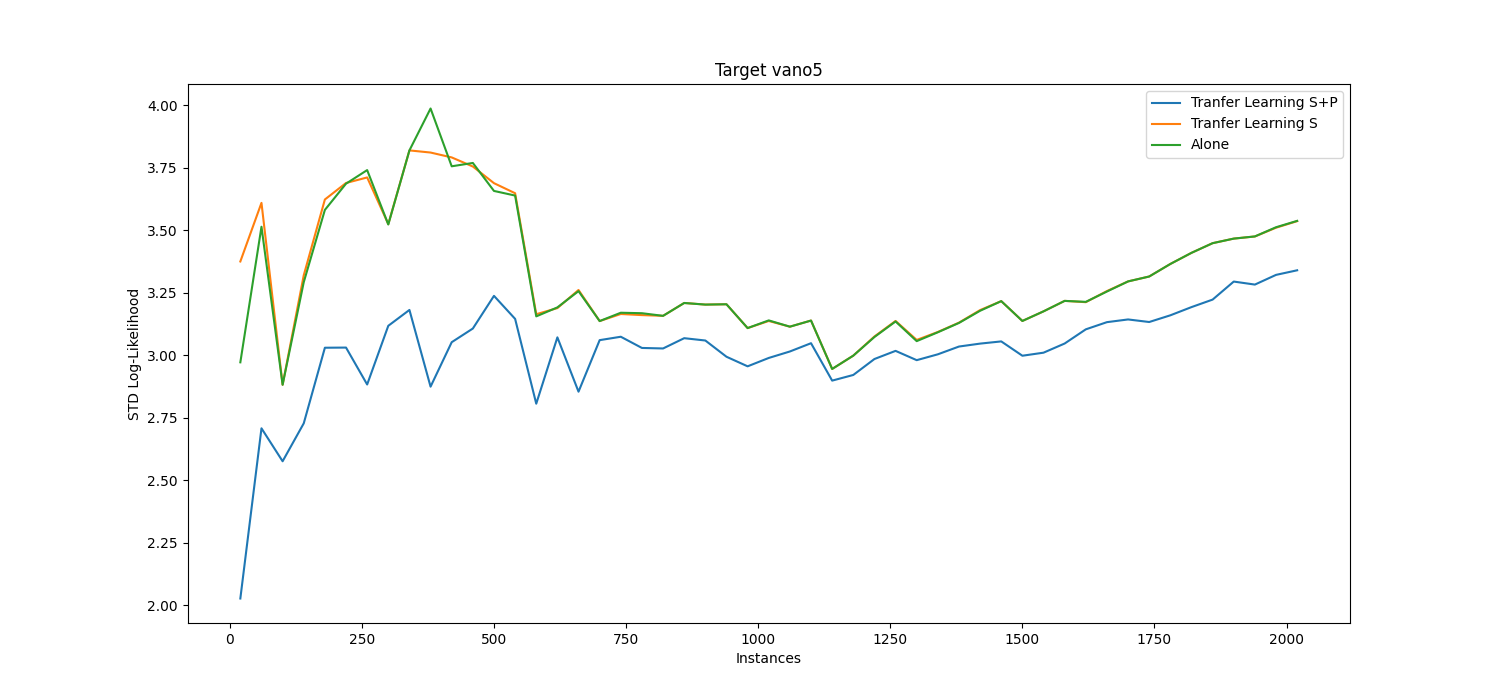 Target vano5
Tranfer Learning S+P
Tranfer Learning S
Alone
STD Log-Likelihood
4.00
3.75
3.50
3.25
3.00
2.75
2.50
2.25
2.00
0 250 500 750 1000 1250 1500 1750 2000
Instances